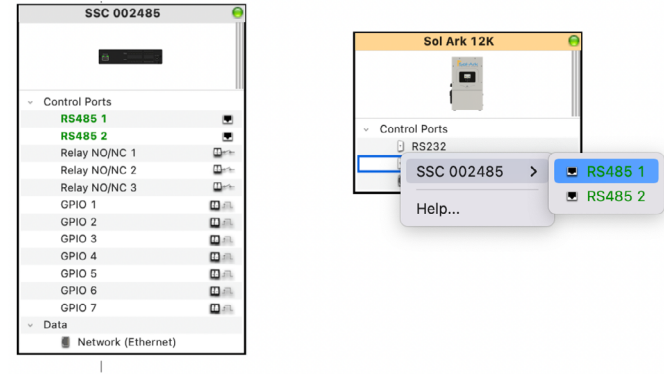 SSC 002485
Control Ports
RS485 1
RS485 2
Relay NO/NC 1
Relay NO/NC 2
Relay NO/NC 3
GPIO 1
GPIO 2
GPIO 3
GPIO 4
GPIO 5
GPIO 6
GPIO 7
Data
Network (Ethernet)
Sol Ark 12K
Sol-Ark
Control Ports
RS232
SSC 002485
Help...
RS485 1
RS485 2